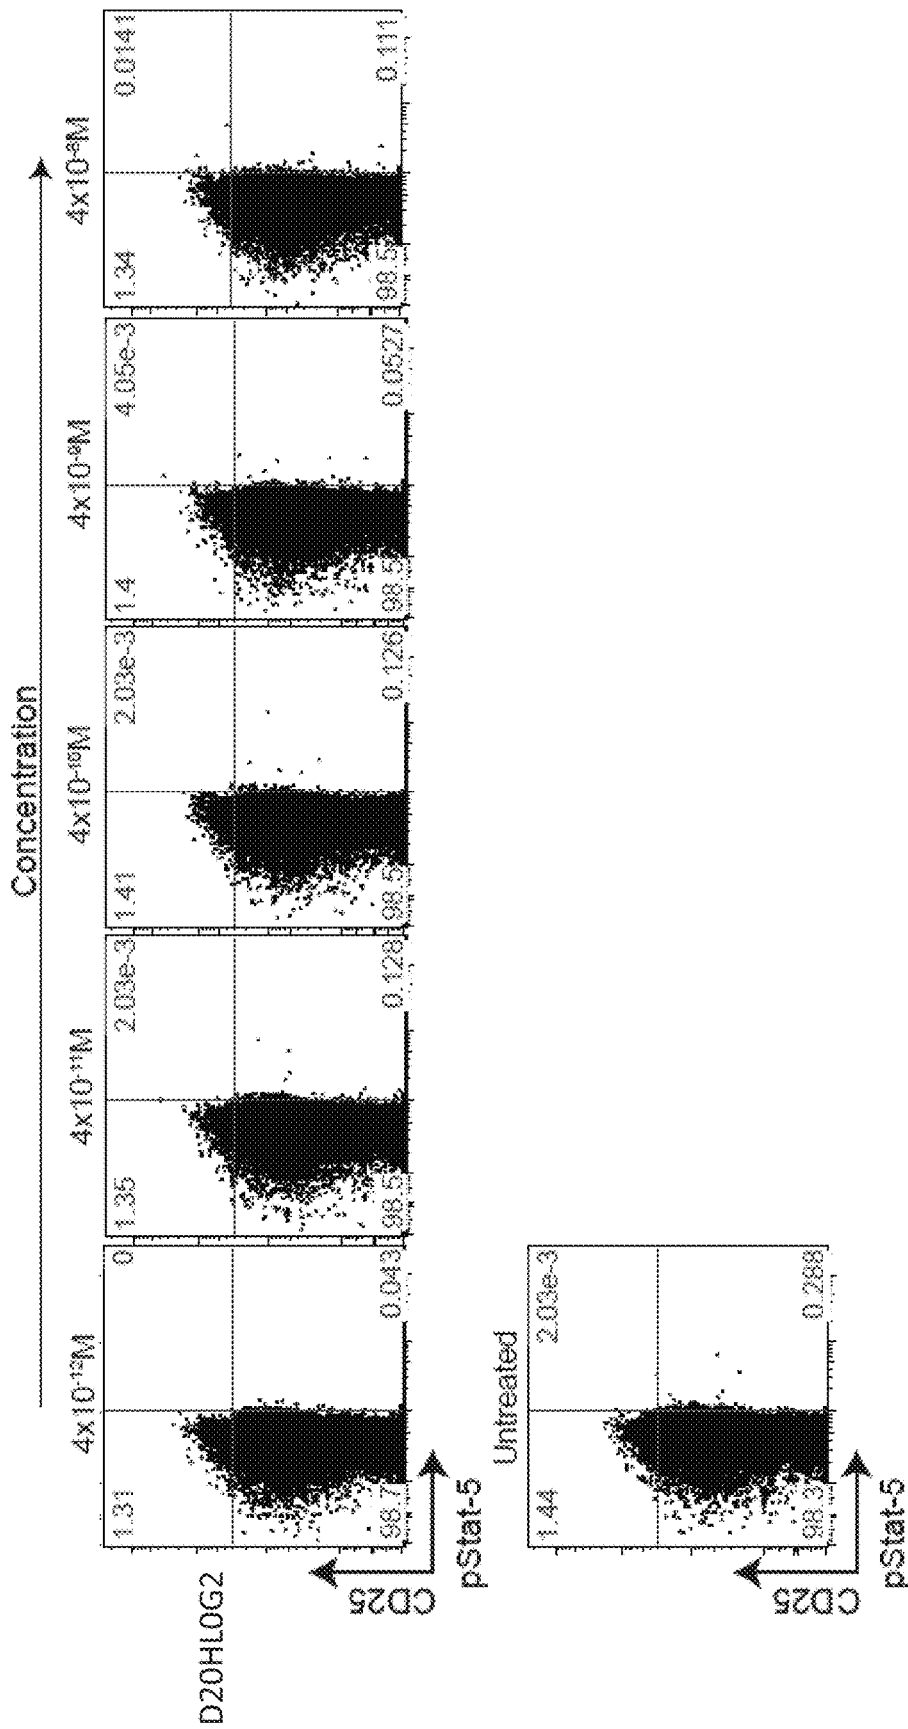 Concentration
4x10⁻¹²M
4x10⁻¹¹M
4x10⁻¹⁰M
4x10⁻⁹M
4x10⁻⁸M
D20HL0G2
1.31
0
98.7
0.043
1.35
2.03e-3
98.5
0.128
1.41
2.03e-3
98.5
0.126
1.4
4.05e-3
98.5
0.0527
1.34
0.0141
98.5
0.111
CD25
pStat-5
Untreated
1.44
2.03e-3
98.3
0.288
CD25
pStat-5